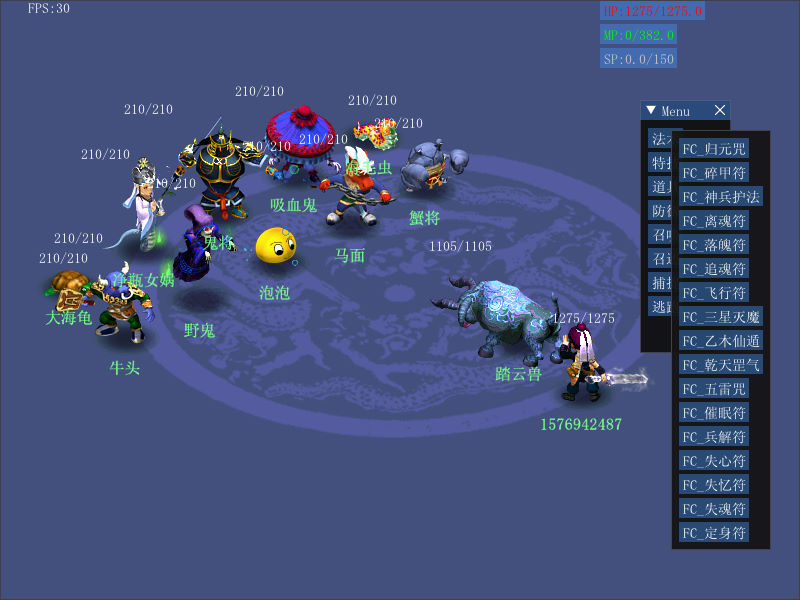 FPS:30
HP:1275/1275.0
MP:0/382.0
SP:0.0/150
210/210
210/210
210/210
210/210
210/210
210/210
210/210
210/210
210/210
210/210
1105/1105
1275/1275
吸血鬼
蟹将
鬼将
马面
净瓶女娲
泡泡
大海龟
野鬼
牛头
踏云兽
1576942487
Menu
道
防
召
召
捕
逃
FC_归元咒
FC_碎甲符
FC_神兵护法
FC_离魂符
FC_落魄符
FC_追魂符
FC_飞行符
FC_三星灭魔
FC_乙木仙遁
FC_乾天罡气
FC_五雷咒
FC_催眠符
FC_兵解符
FC_失心符
FC_失忆符
FC_失魂符
FC_定身符